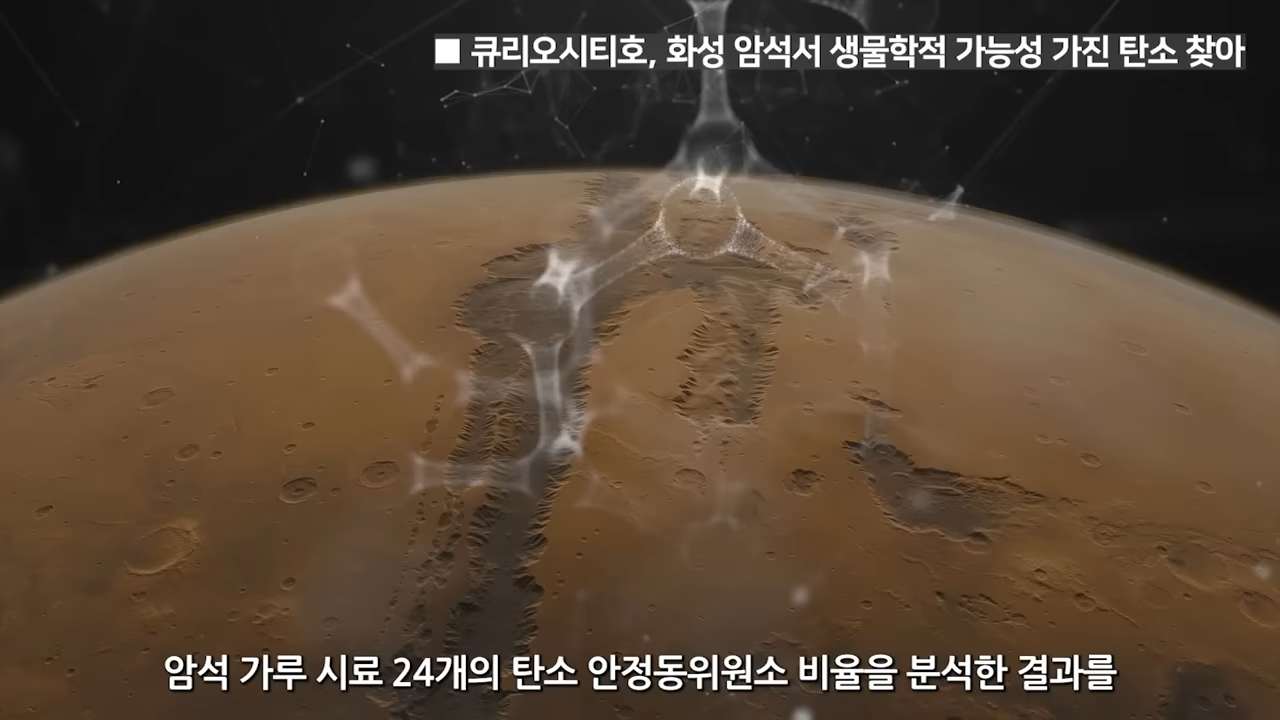 ■ 큐리오시티호, 화성 암석서 생물학적 가능성 가진 탄소 찾아
암석 가루 시료 24개의 탄소 안정동위원소 비율을 분석한 결과를